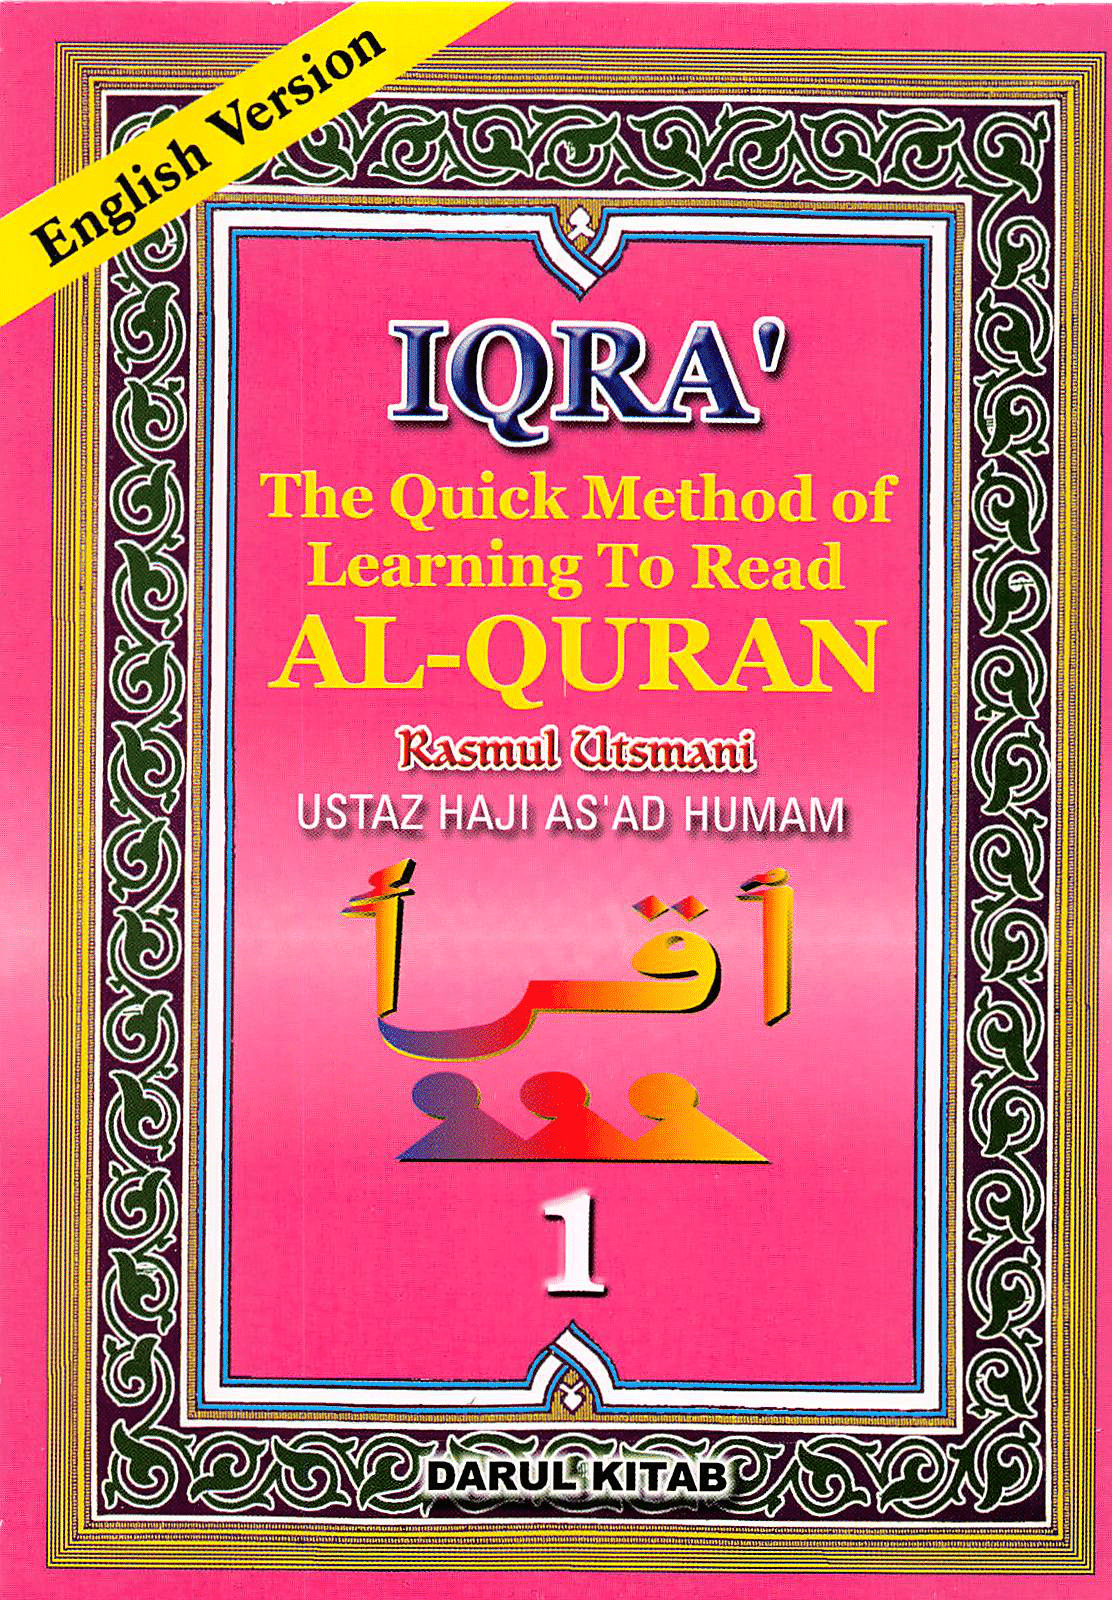 English Version
IQRA'
The Quick Method of
Learning To Read
AL-QURAN
Rasmul Utsmani
USTAZ HAJI AS'AD HUMAM
أقرأ
1
DARUL KITAB